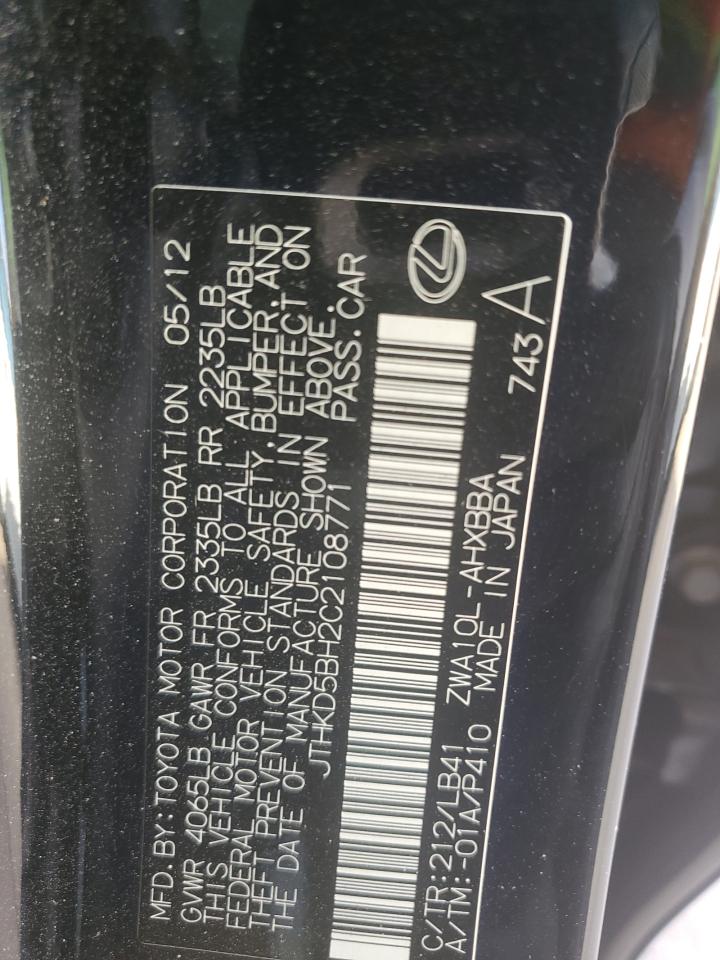 MFD.BY:TOYOTA MOTOR CORPORATION 05/12
GVWR 4065LB GAWR FR 2335LB RR 2235LB
THIS VEHICLE CONFORMS TO ALL APPLICABLE
FEDERAL MOTOR VEHICLE SAFETY,BUMPER,AND
THEFT PREVENTION STANDARDS IN EFFECT ON
THE DATE OF MANUFACTURE SHOWN ABOVE.
JTHKD5BH2C2108771 PASS.CAR
C/TR:212/LB41 ZWA10L-AHXBBA
A/TM:-01A/P410 MADE IN JAPAN 743 A